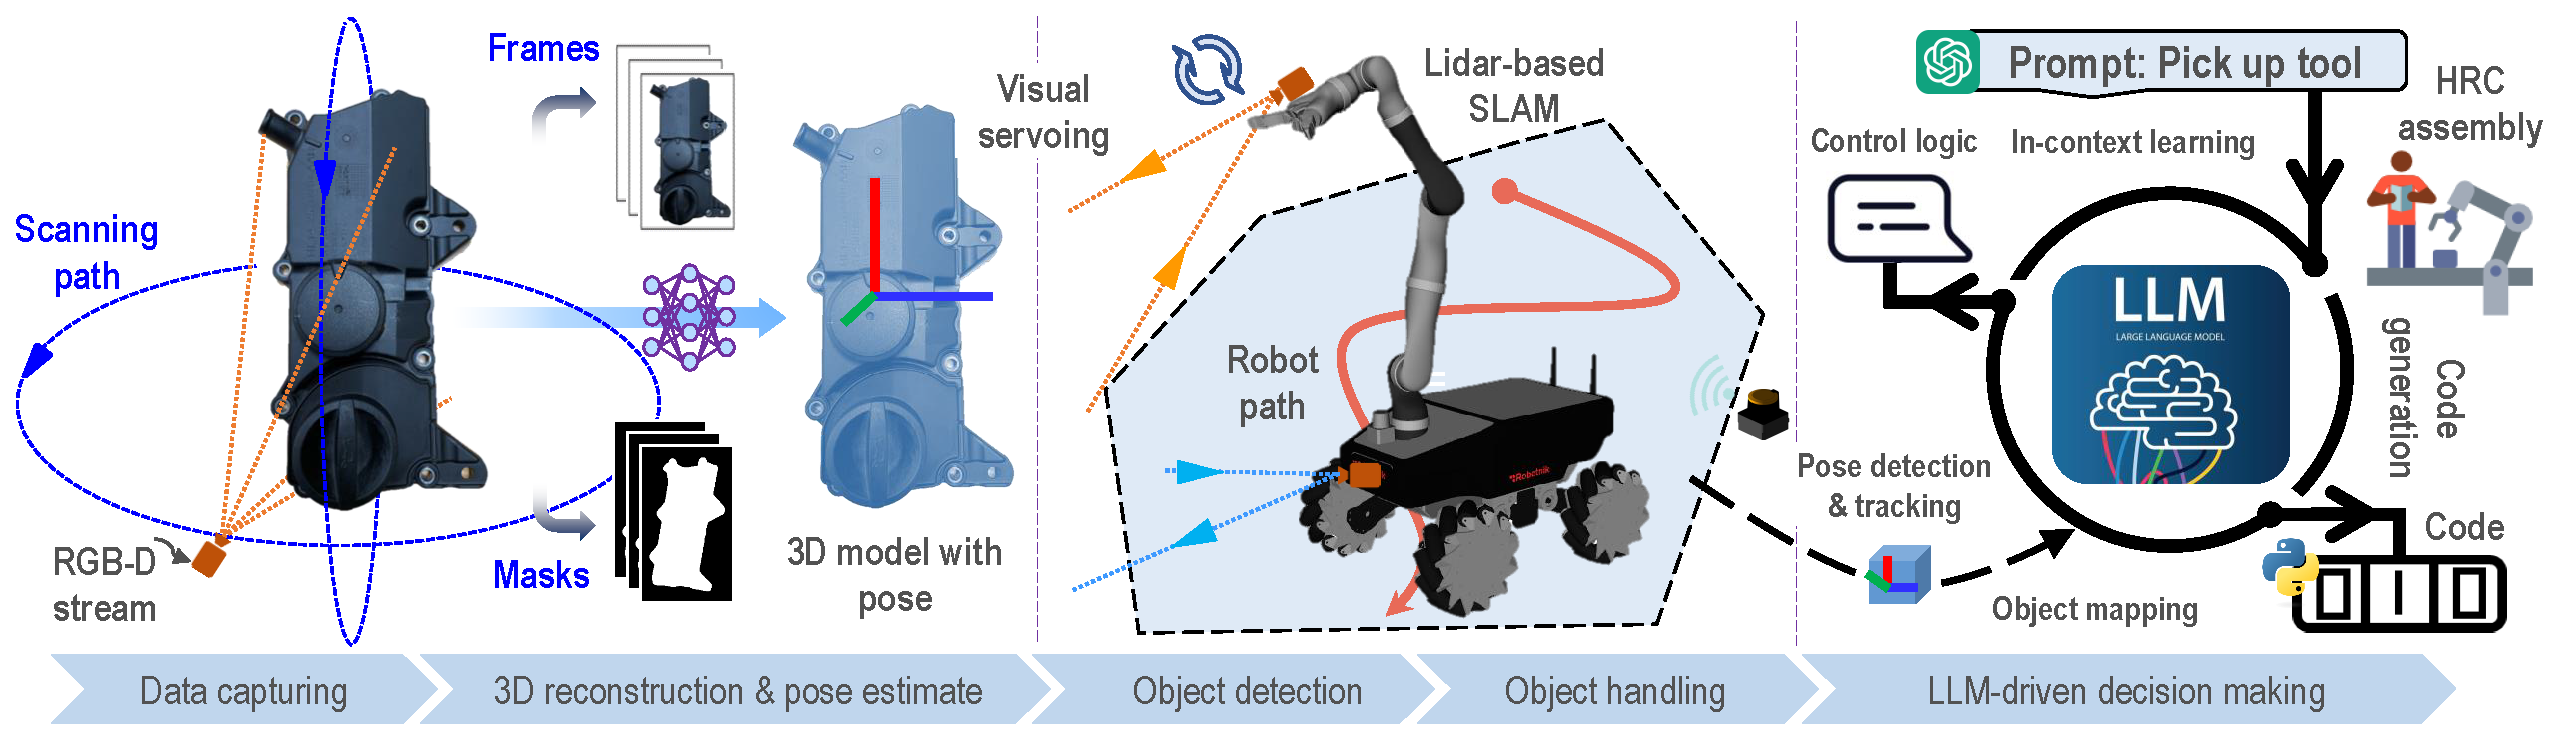 Frames
Scanning
path
RGB-D
stream
Masks
3D model with
pose
Visual
servoing
Lidar-based
SLAM
Robot
path
Robotnik
Prompt: Pick up tool
HRC
assembly
Control logic
In-context learning
LLM
LARGE LANGUAGE MODEL
Code
generation
Pose detection
& tracking
Object mapping
Code
Data capturing
3D reconstruction & pose estimate
Object detection
Object handling
LLM-driven decision making